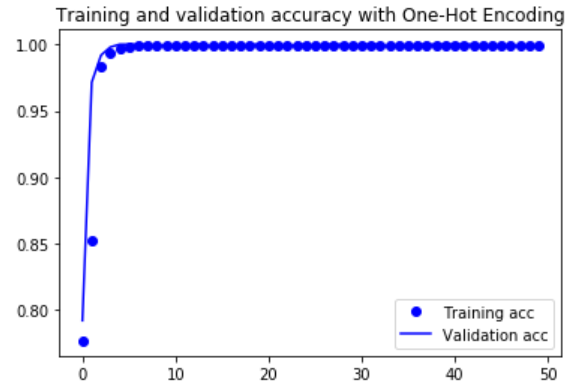 Training and validation accuracy with One-Hot Encoding
1.00
0.95
0.90
0.85
0.80
Training acc
Validation acc
0 10 20 30 40 50